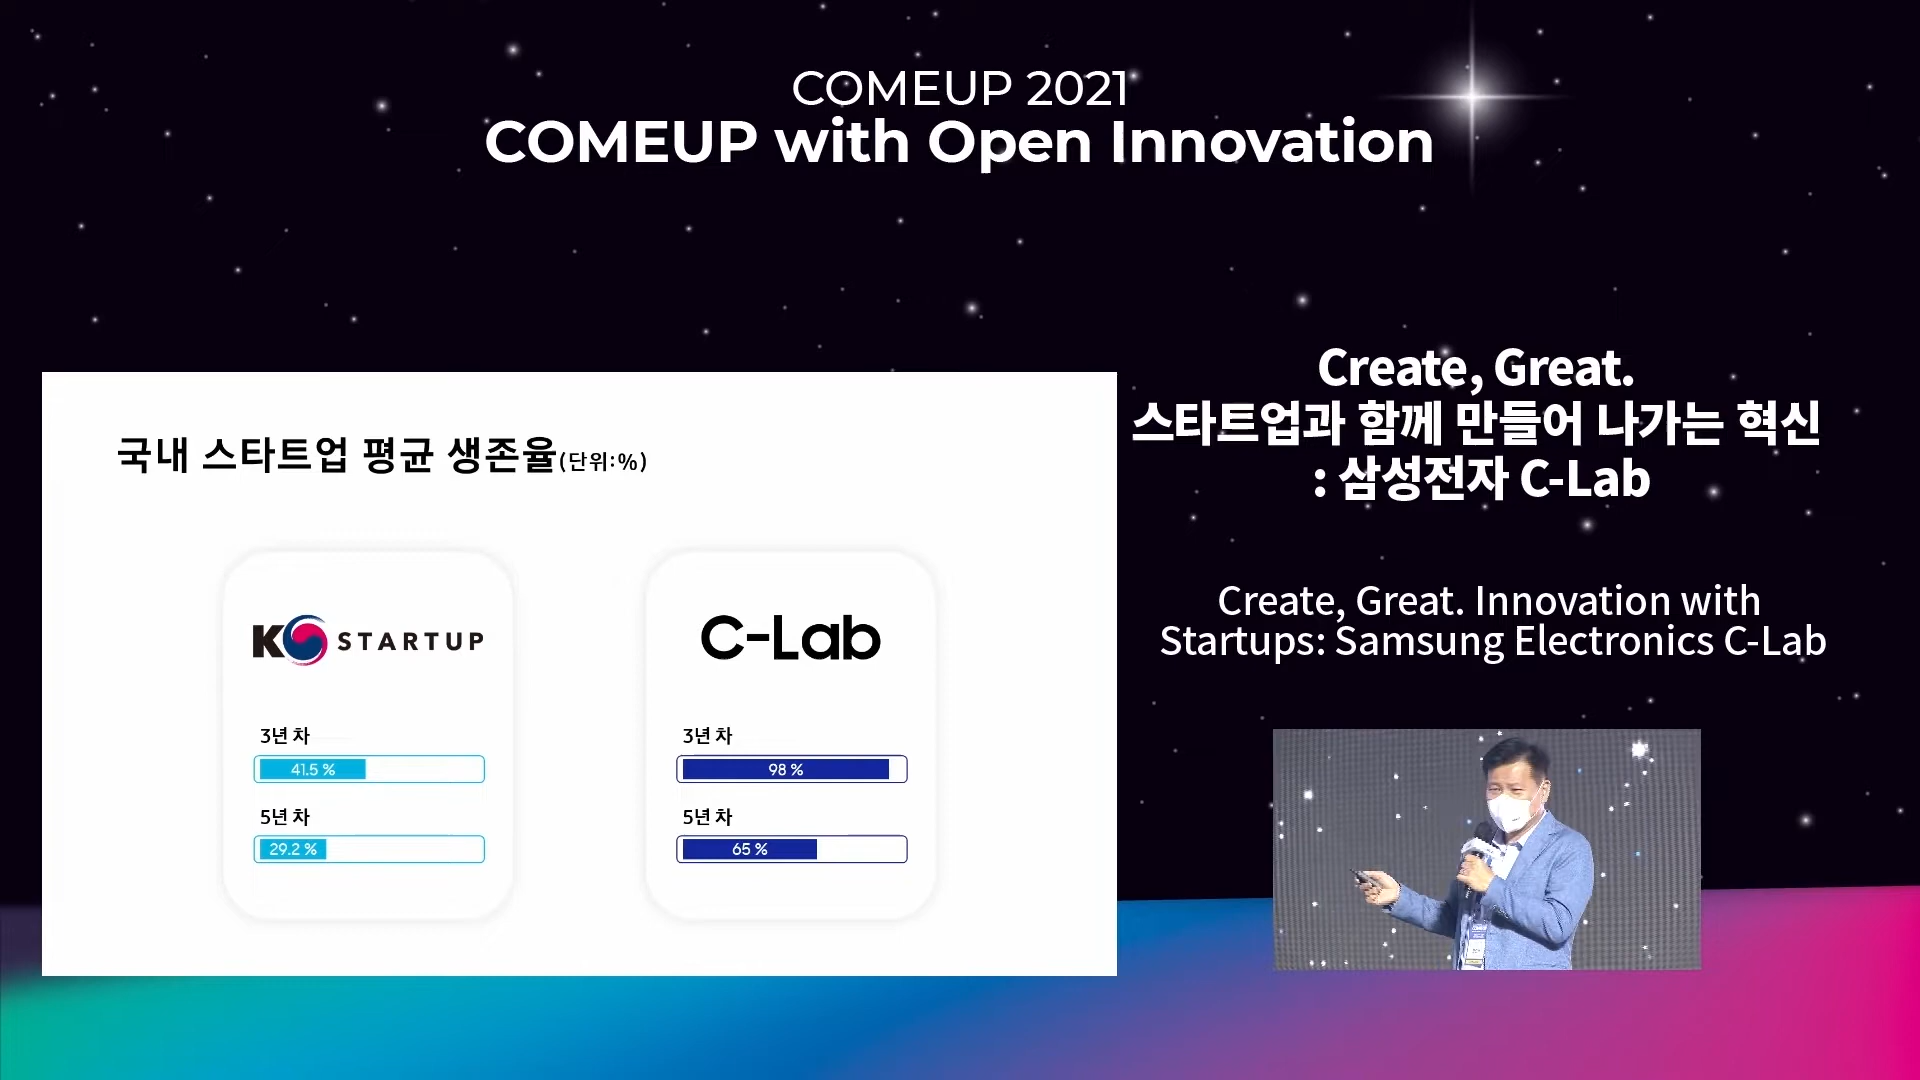 COMEUP 2021
COMEUP with Open Innovation
국내 스타트업 평균 생존율(단위:%)
K STARTUP
3년 차
41.5 %
5년 차
29.2 %
C-Lab
3년 차
98 %
5년 차
65 %
Create, Great.
스타트업과 함께 만들어 나가는 혁신
: 삼성전자 C-Lab
Create, Great. Innovation with
Startups: Samsung Electronics C-Lab